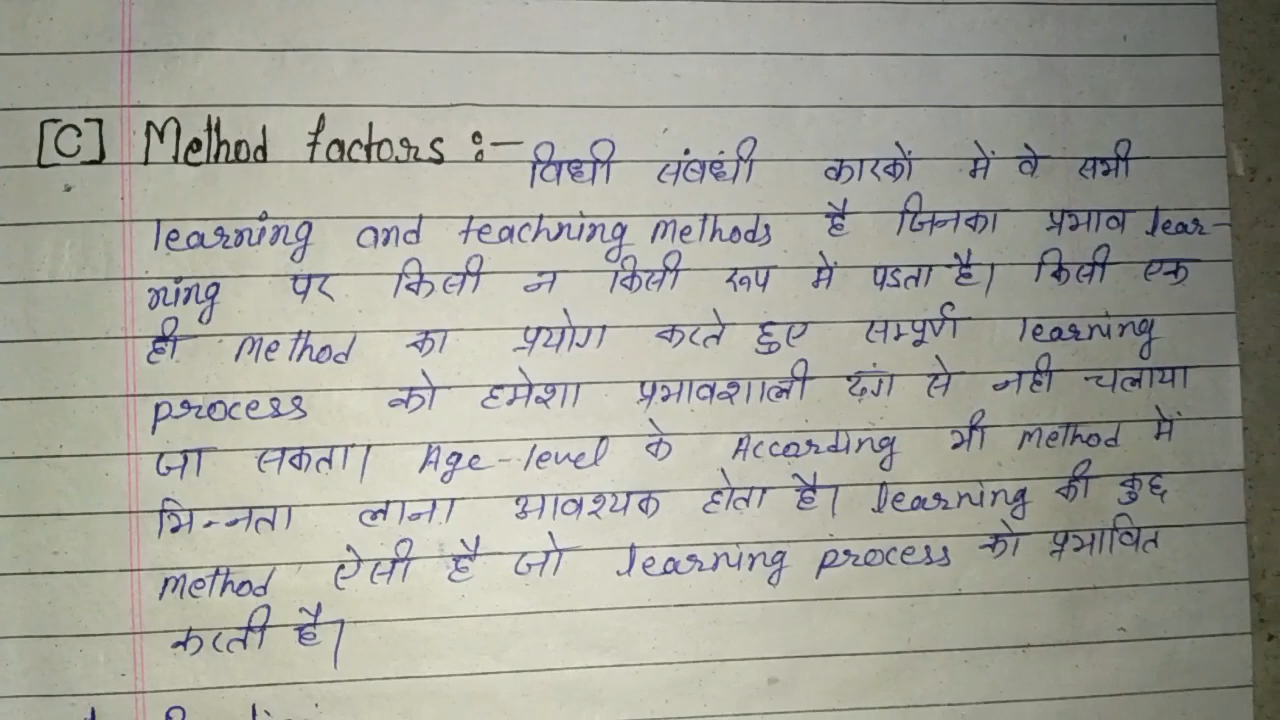 [C] Method factors :- विधी संबंधी कारकों में वे सभी
learning and teachning methods है जिनका प्रभाव lear-
ning पर किसी न किसी रूप में पडता है। किसी एक
ही method का प्रयोग करते हुए सम्पूर्ण learning
process को हमेशा प्रभावशाली ढंग से नही चलाया
जा सकता। Age-level के According भी method में
भिन्नता लाना आवश्यक होता है। learning की कुछ
method ऐसी है जो learning process को प्रभावित
करती है।